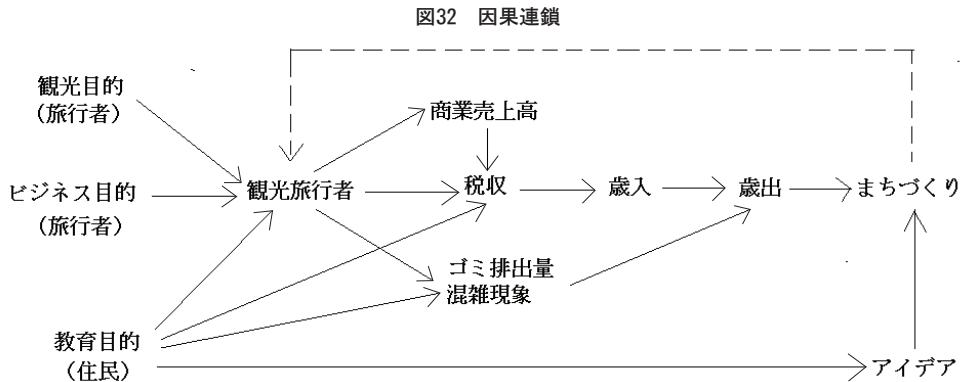 図32　因果連鎖
観光目的
（旅行者）
商業売上高
ビジネス目的
（旅行者）
観光旅行者
税収
歳入
歳出
まちづくり
ゴミ排出量
混雑現象
教育目的
（住民）
アイデア